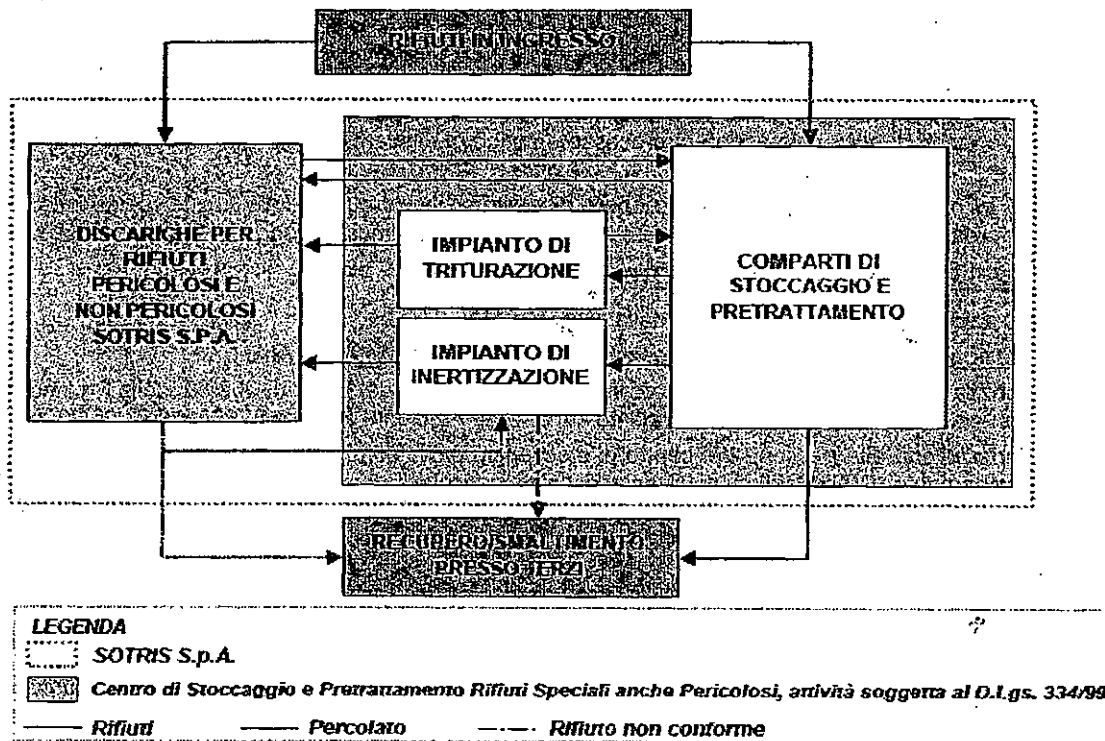 RIFIUTI IN INGRESSO
DISCARICHE PER
RIFIUTI
PERICOLOSI E
NON PERICOLOSI
SOTRIS S.P.A.
IMPIANTO DI
TRITURAZIONE
IMPIANTO DI
INERTIZZAZIONE
COMPARTI DI
STOCCAGGIO E
PRETRATTAMENTO
RECUPERO/SMALTIMENTO
PRESSO TERZI
LEGENDA
SOTRIS S.p.A.
Centro di Stoccaggio e Pretrattamento Rifiuti Speciali anche Pericolosi, attività soggetta al D.Lgs. 334/99
Rifiuti Percolato Rifiuto non conforme